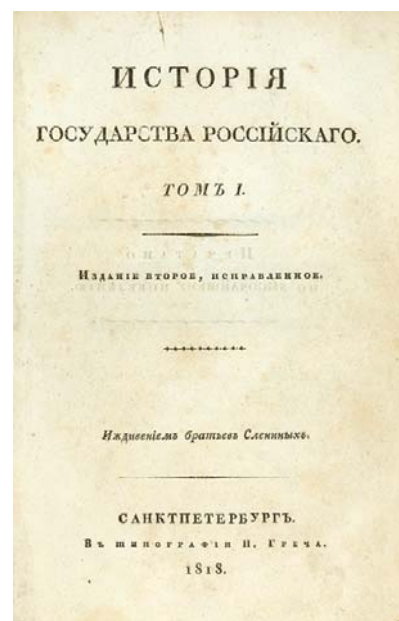 ИСТОРІЯ
ГОСУДАРСТВА РОССІЙСКАГО.
ТОМЪ I.
Изданіе второе, исправленное.
Иждивеніемъ братьевъ Слениныхъ.
САНКТПЕТЕРБУРГЪ.
Въ типографіи Н. Греча.
1818.